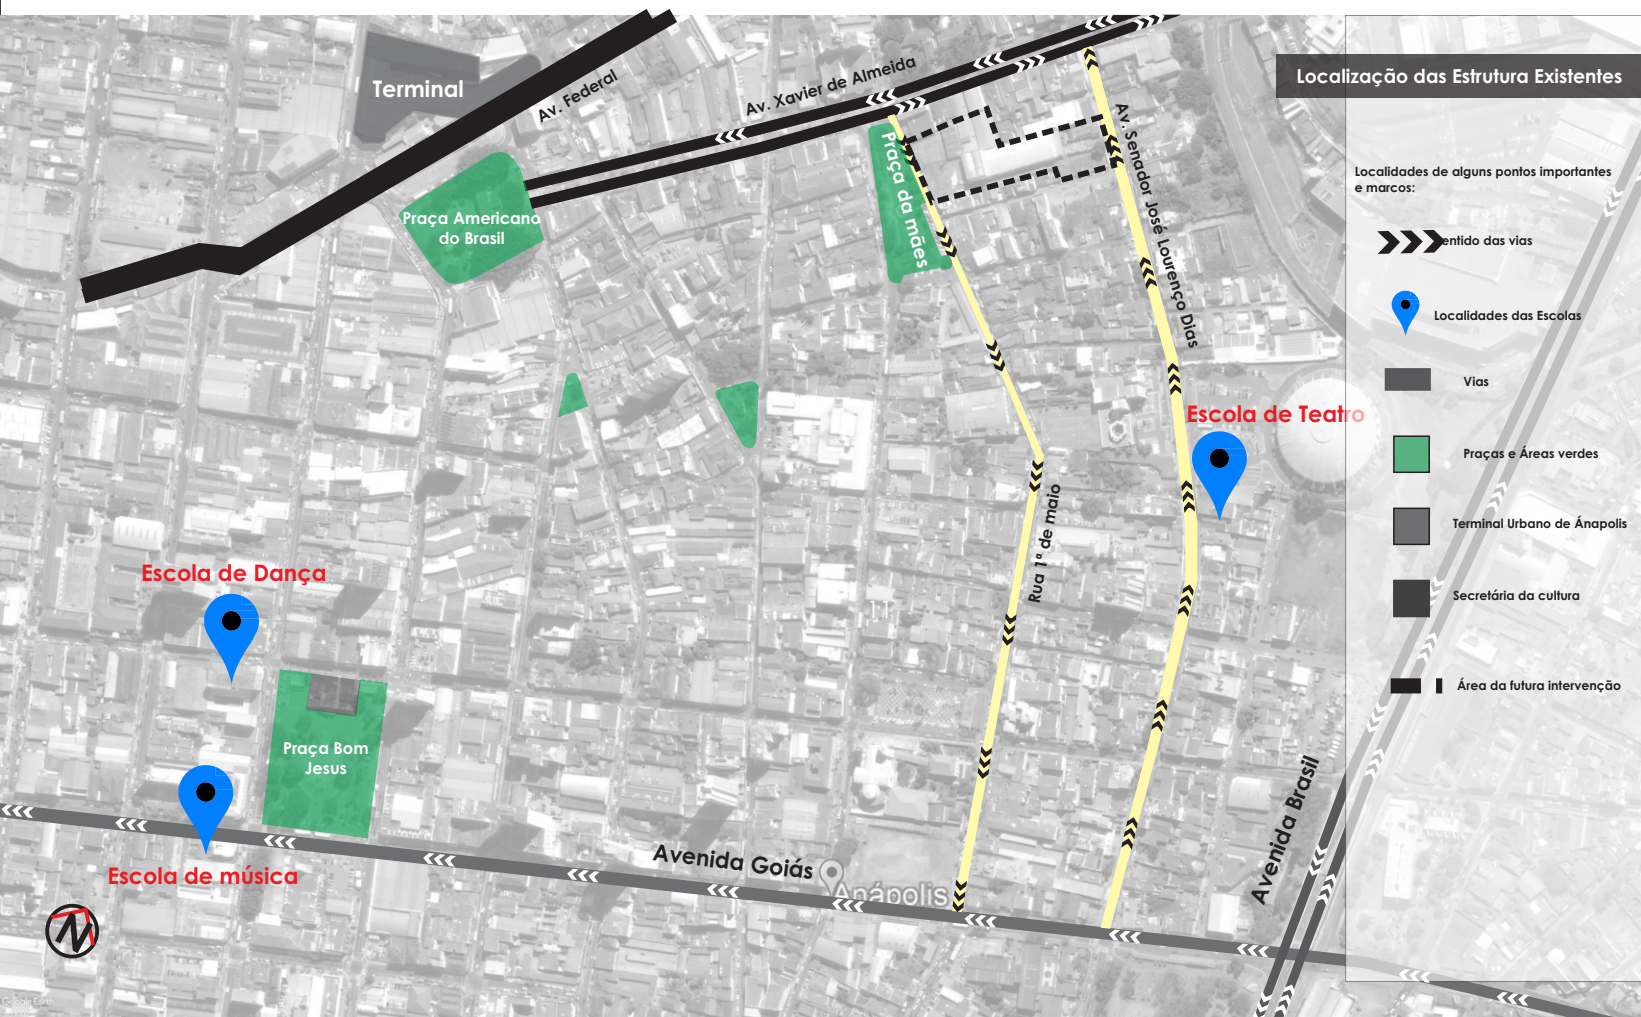 Localização das Estrutura Existentes
Terminal
Av. Federal
Av. Xavier de Almeida
Praça da mães
Av. Senador José Lourenço Dias
Praça Americano
do Brasil
Localidades de alguns pontos importantes
e marcos:
entido das vias
Localidades das Escolas
Vias
Praças e Áreas verdes
Terminal Urbano de Ánapolis
Secretária da cultura
Área da futura intervenção
Escola de Teatro
Rua 1ª de maio
Escola de Dança
Praça Bom
Jesus
Escola de música
Avenida Goiás
Anápolis
Avenida Brasil
N
Google Earth